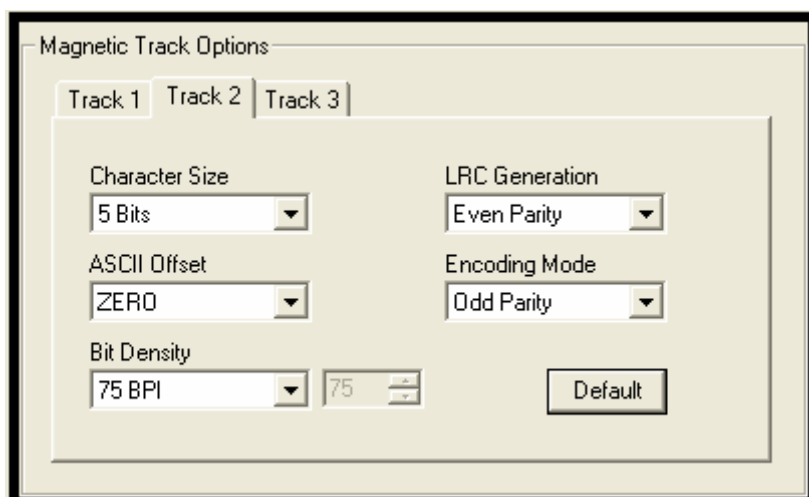 Magnetic Track Options
Track 1 Track 2 Track 3
Character Size LRC Generation
5 Bits Even Parity
ASCII Offset Encoding Mode
ZERO Odd Parity
Bit Density
75 BPI 75 Default